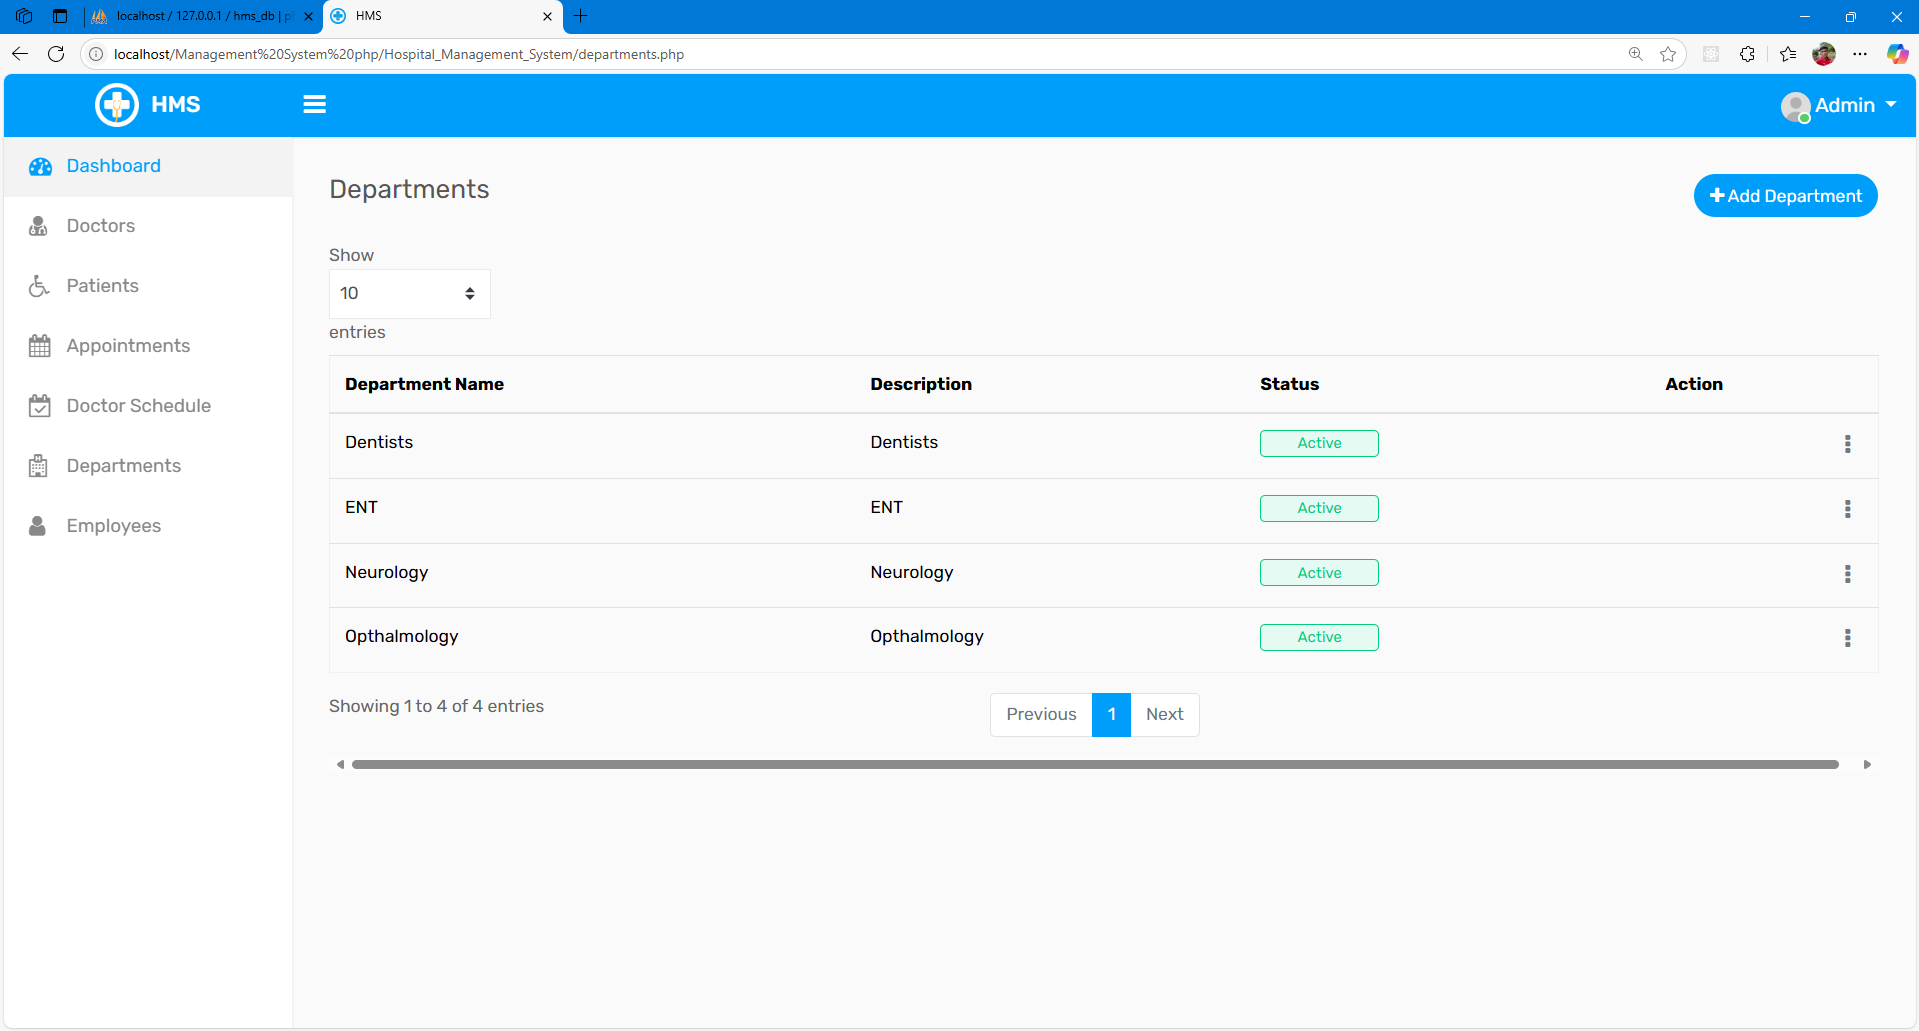 localhost / 127.0.0.1 / hms_db | p
HMS
localhost/Management%20System%20php/Hospital_Management_System/departments.php
HMS
Admin
Dashboard
Doctors
Patients
Appointments
Doctor Schedule
Departments
Employees
Departments
Add Department
Show
10
entries
Department Name Description Status Action
Dentists Dentists Active
ENT ENT Active
Neurology Neurology Active
Opthalmology Opthalmology Active
Showing 1 to 4 of 4 entries
Previous 1 Next